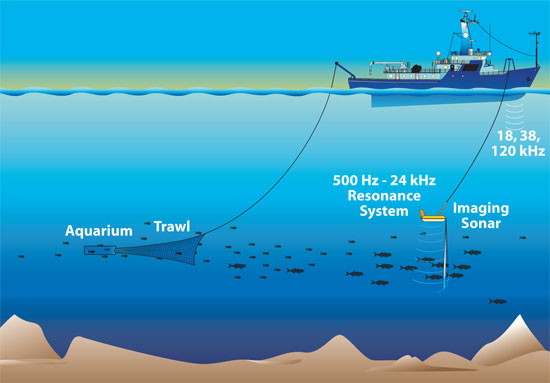 18, 38,
120 kHz
500 Hz - 24 kHz
Resonance
System
Imaging
Sonar
Trawl
Aquarium